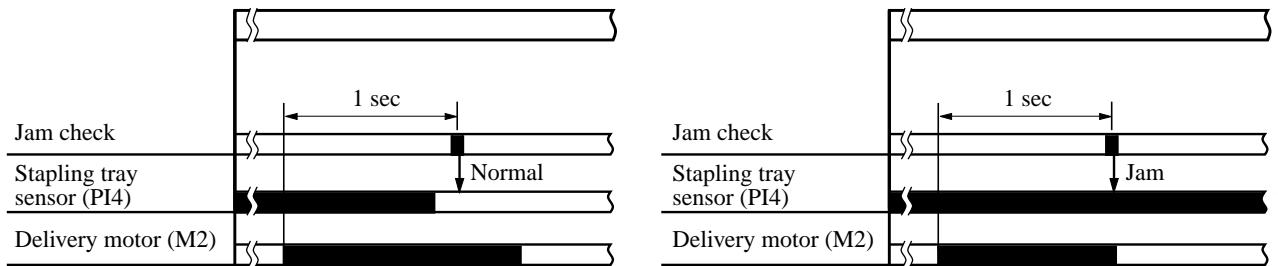 1 sec
Jam check
Normal
Stapling tray
sensor (PI4)
Delivery motor (M2)
1 sec
Jam check
Jam
Stapling tray
sensor (PI4)
Delivery motor (M2)